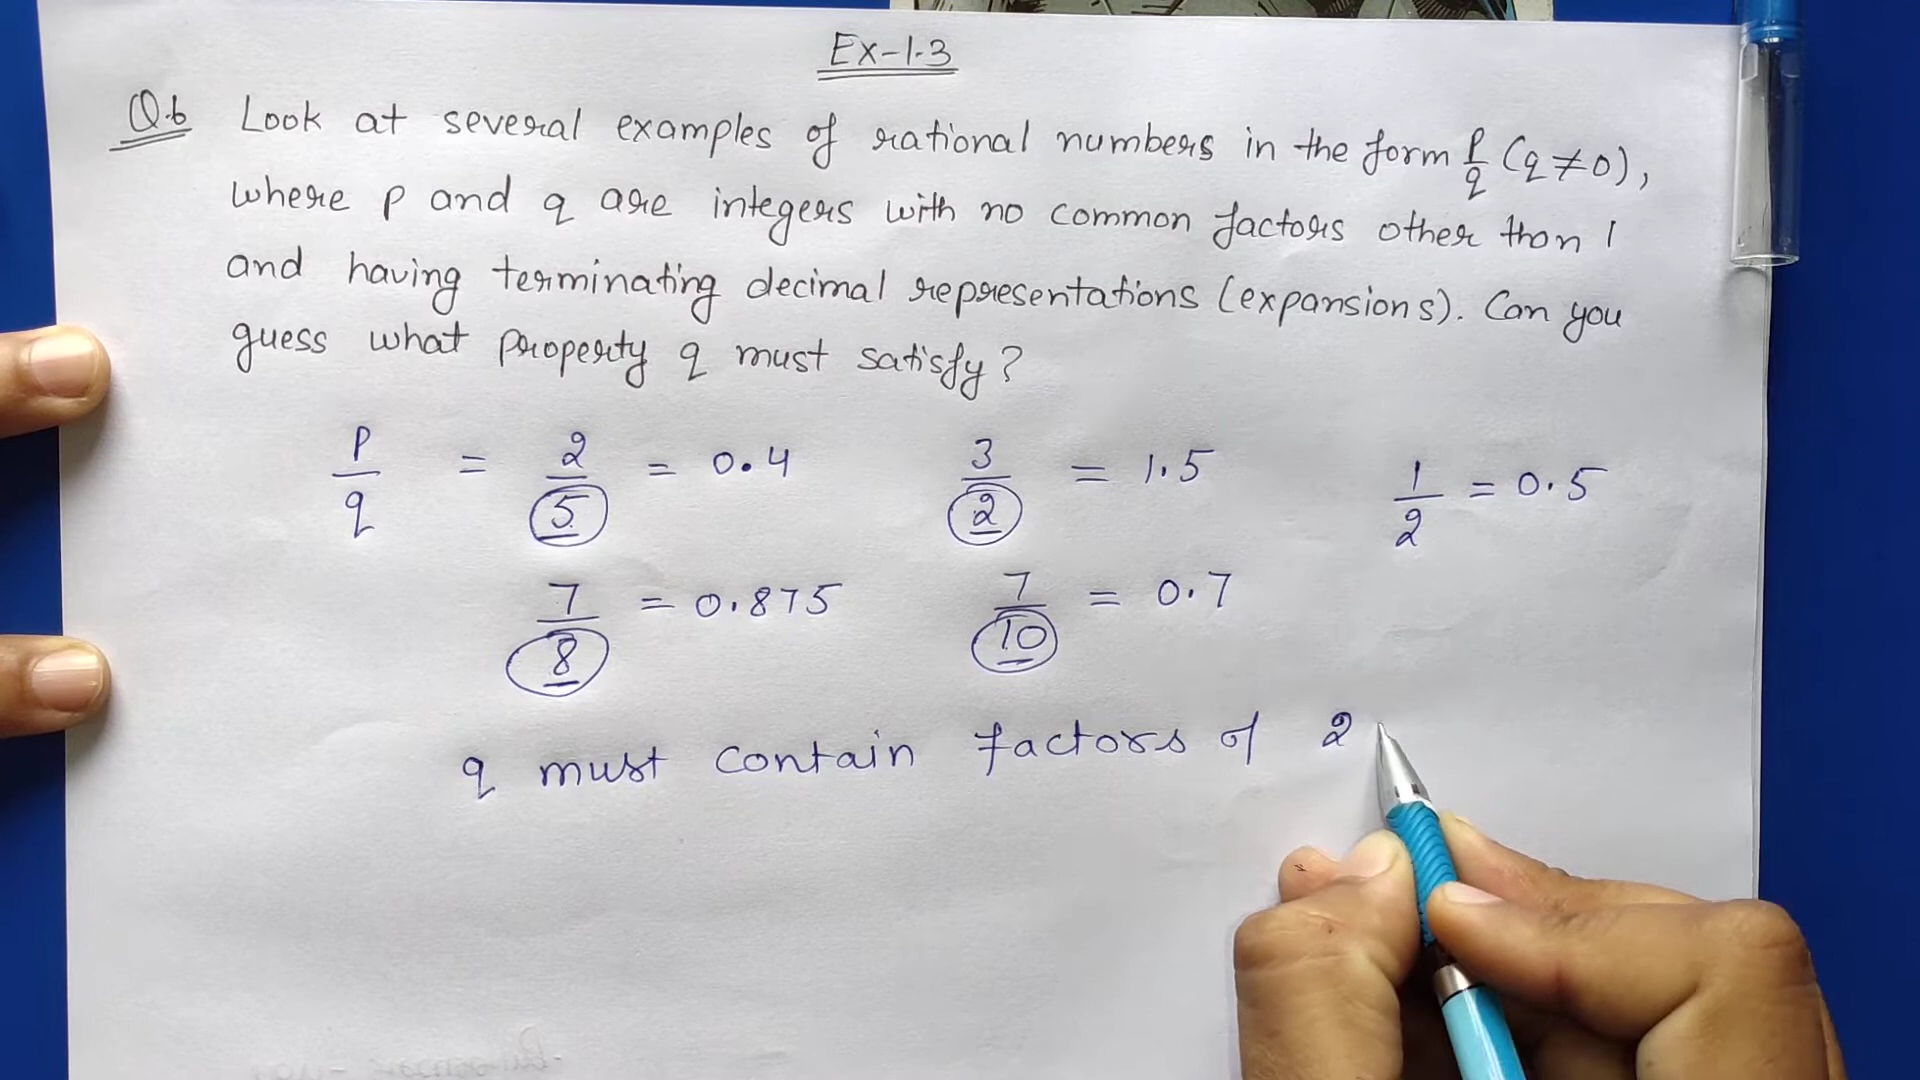 Ex-1.3
Q.6 Look at several examples of rational numbers in the form p/q (q≠0),
where p and q are integers with no common factors other than 1
and having terminating decimal representations (expansions). Can you
guess what property q must satisfy?
p/q = 2/5 = 0.4 3/2 = 1.5 1/2 = 0.5
7/8 = 0.875 7/10 = 0.7
q must contain factors of 2